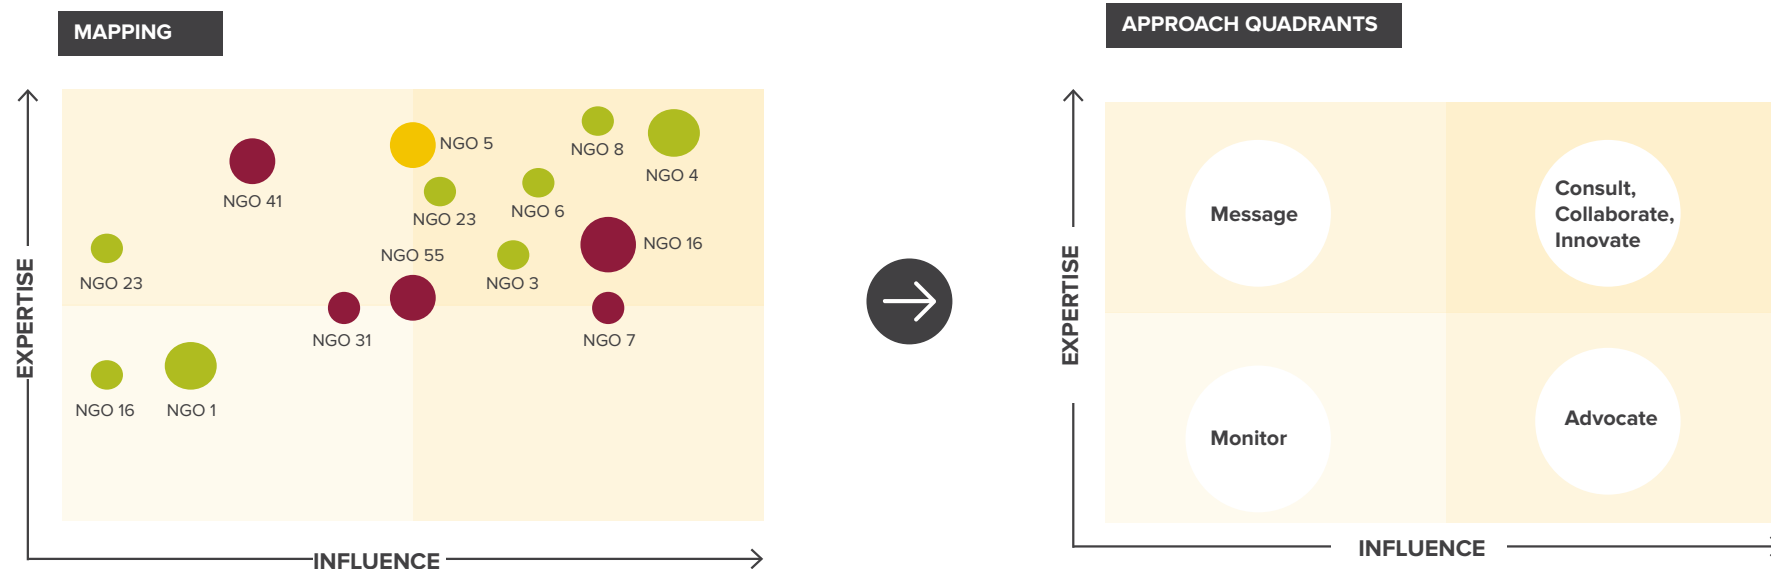 MAPPING
APPROACH QUADRANTS
EXPERTISE
NGO 5
NGO 8
NGO 4
NGO 41
NGO 23
NGO 6
NGO 55
NGO 16
NGO 23
NGO 3
NGO 31
NGO 7
NGO 16
NGO 1
INFLUENCE
EXPERTISE
Message
Consult,
Collaborate,
Innovate
Monitor
Advocate
INFLUENCE